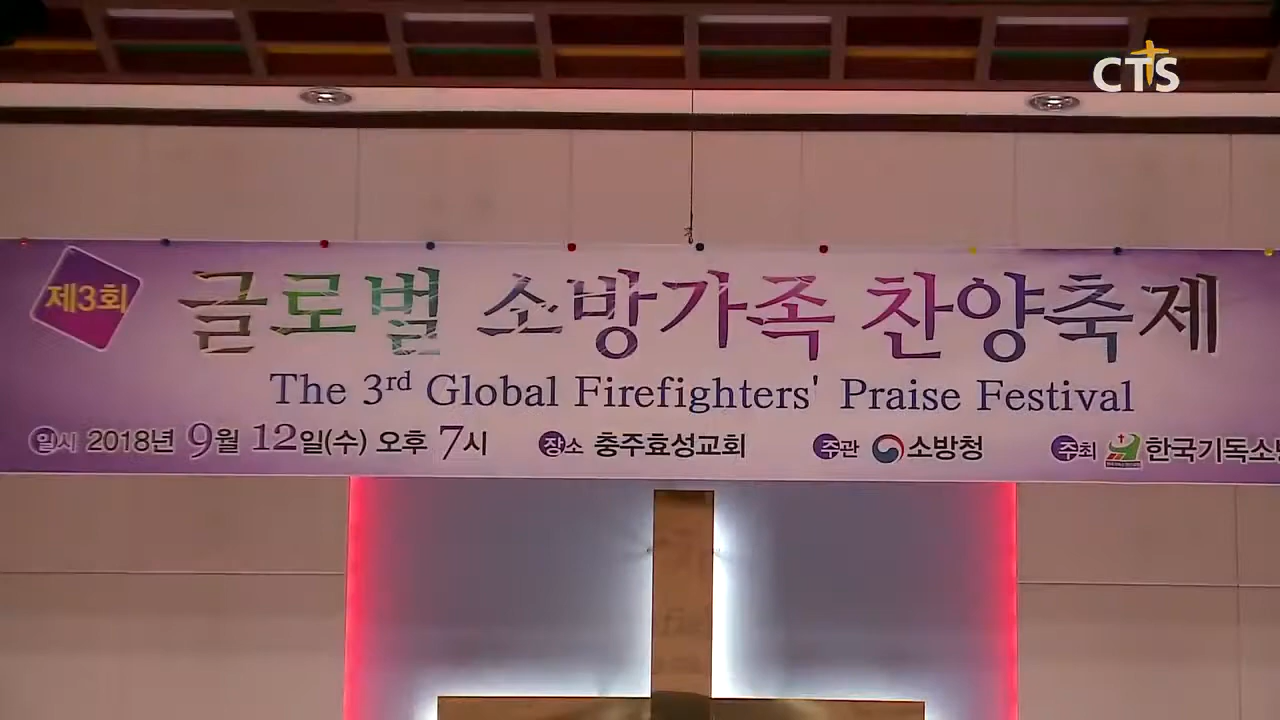 CTS
제3회
글로벌 소방가족 찬양축제
The 3rd Global Firefighters' Praise Festival
일시 2018년 9월 12일(수) 오후 7시 장소 충주효성교회 주관 소방청 주최 한국기독소방